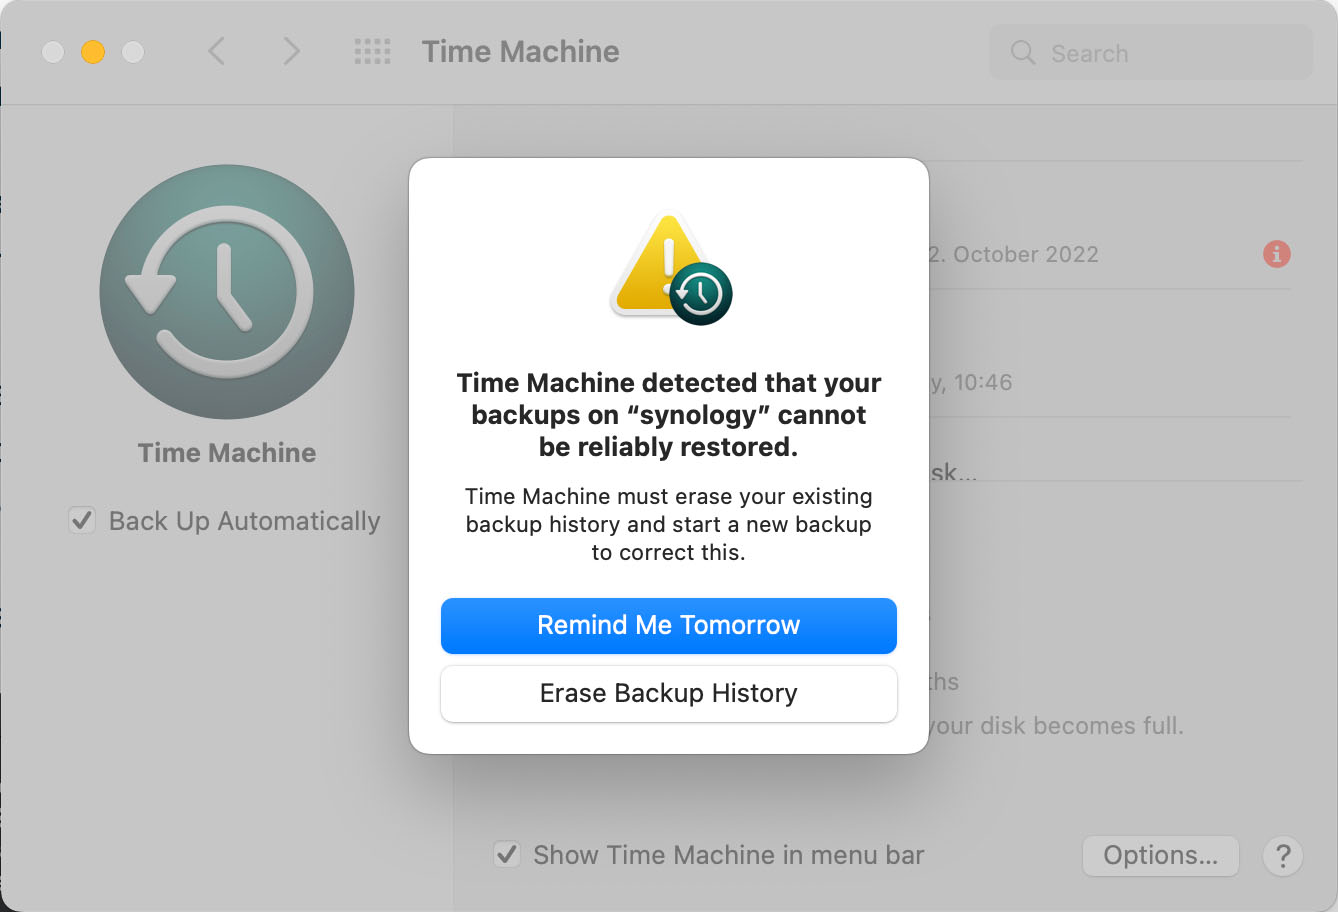 Time Machine
Search
2. October 2022
y, 10:46
sk...
Time Machine
Back Up Automatically
Time Machine detected that your
backups on “synology” cannot
be reliably restored.
Time Machine must erase your existing
backup history and start a new backup
to correct this.
Remind Me Tomorrow
Erase Backup History
ths
your disk becomes full.
Show Time Machine in menu bar
Options...
?